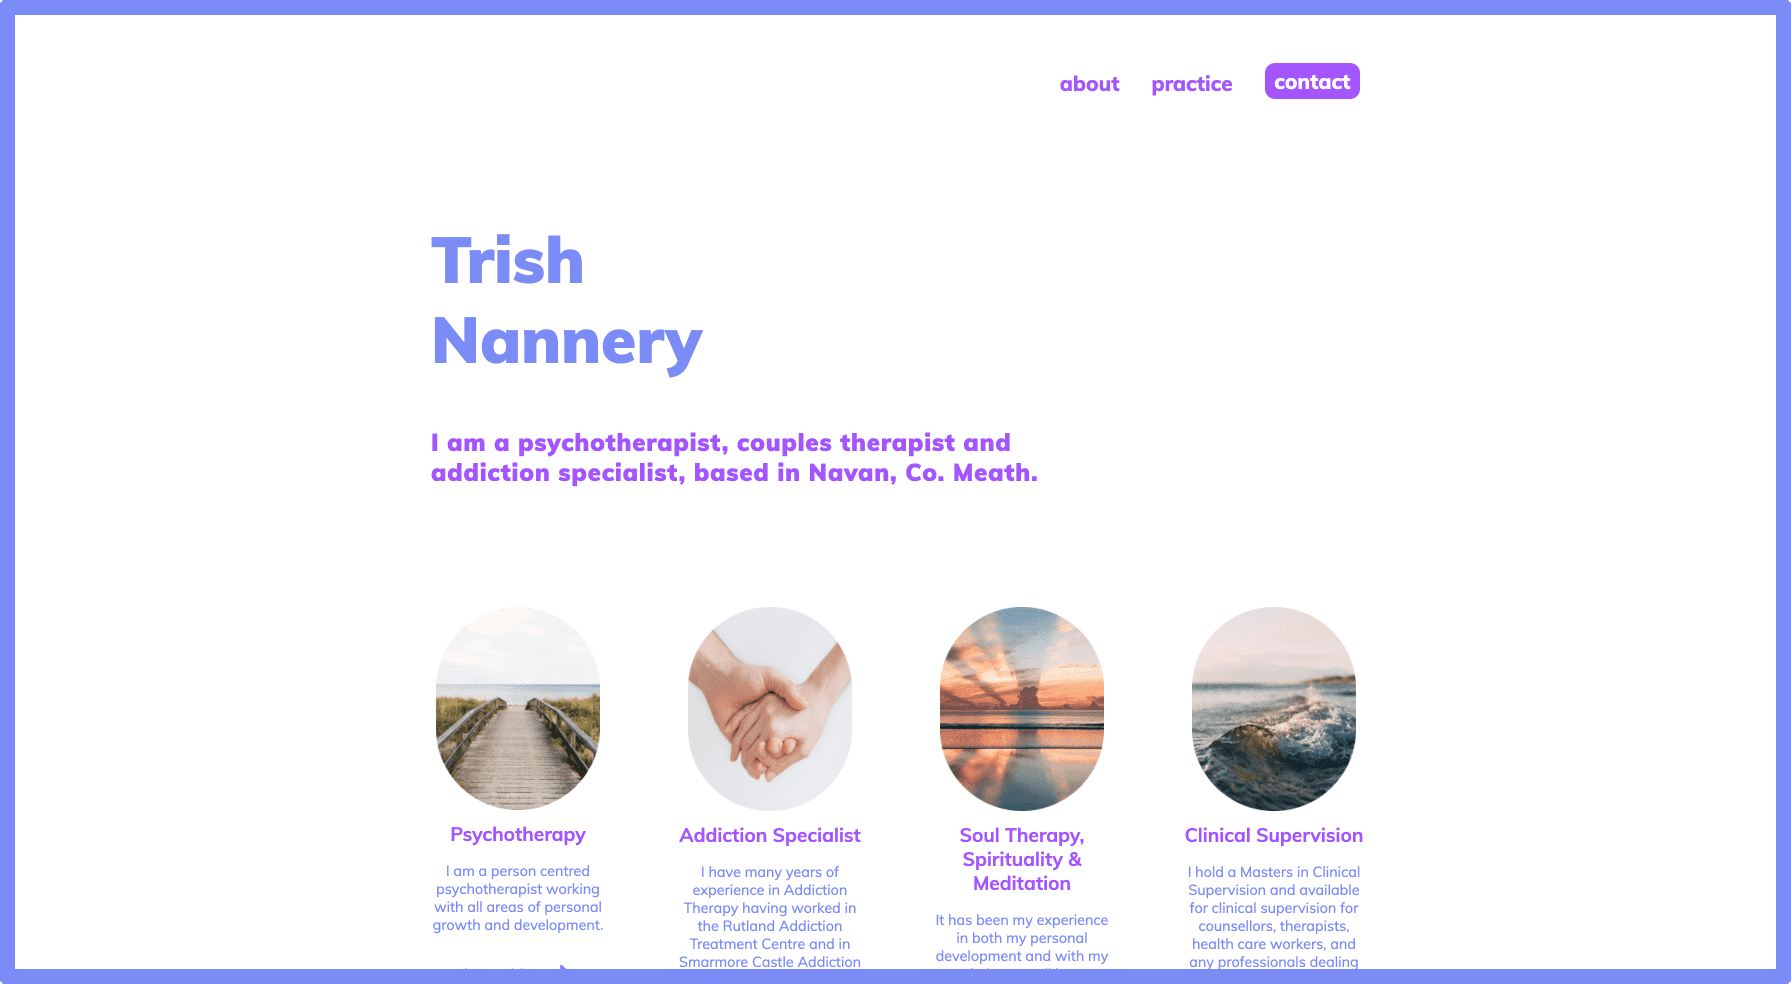 about practice contact
Trish
Nannery
I am a psychotherapist, couples therapist and
addiction specialist, based in Navan, Co. Meath.
Psychotherapy
I am a person centred
psychotherapist working
with all areas of personal
growth and development.
Addiction Specialist
I have many years of
experience in Addiction
Therapy having worked in
the Rutland Addiction
Treatment Centre and in
Smarmore Castle Addiction
Soul Therapy,
Spirituality &
Meditation
It has been my experience
in both my personal
development and with my
Clinical Supervision
I hold a Masters in Clinical
Supervision and available
for clinical supervision for
counsellors, therapists,
health care workers, and
any professionals dealing